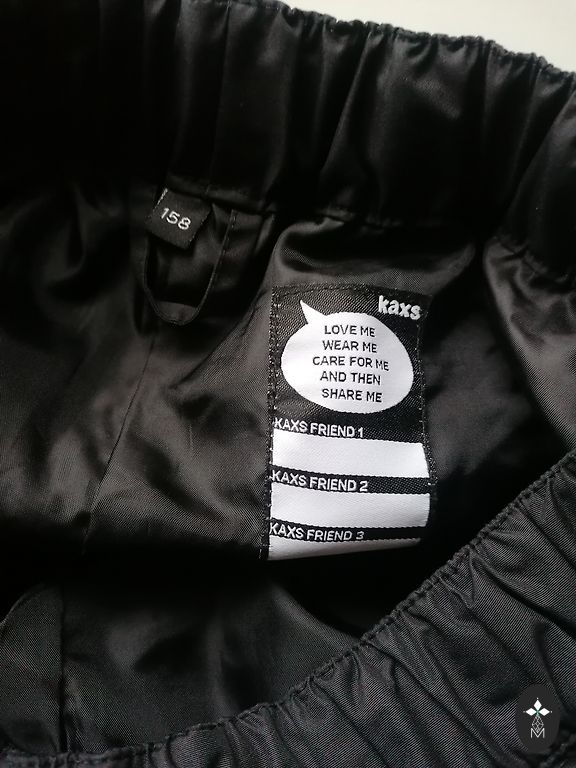 158
kaxs
LOVE ME
WEAR ME
CARE FOR ME
AND THEN
SHARE ME
KAXS FRIEND 1
KAXS FRIEND 2
KAXS FRIEND 3
M